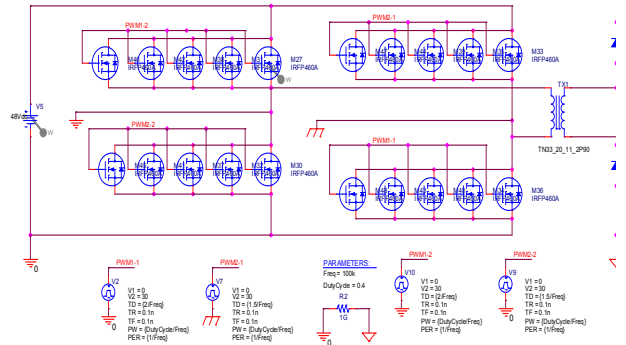 PWM1-2
PWM2-1
M27
IRFP460A
M33
IRFP460A
W
V5
48Vdc
W
TX1
TN33_20_11_2P90
PWM2-2
PWM1-1
M30
IRFP460A
M36
IRFP460A
0
PWM1-1
V2
V1 = 0
V2 = 30
TD = {2/Freq}
TR = 0.1n
TF = 0.1n
PW = {DutyCycle/Freq}
PER = {1/Freq}
0
PWM2-1
V7
V1 = 0
V2 = 30
TD = {1.5/Freq}
TR = 0.1n
TF = 0.1n
PW = {DutyCycle/Freq}
PER = {1/Freq}
PARAMETERS:
Freq = 100k
DutyCycle = 0.4
R2
1G
0
PWM1-2
V10
V1 = 0
V2 = 30
TD = {2/Freq}
TR = 0.1n
TF = 0.1n
PW = {DutyCycle/Freq}
PER = {1/Freq}
PWM2-2
V9
V1 = 0
V2 = 30
TD = {1.5/Freq}
TR = 0.1n
TF = 0.1n
PW = {DutyCycle/Freq}
PER = {1/Freq}
0